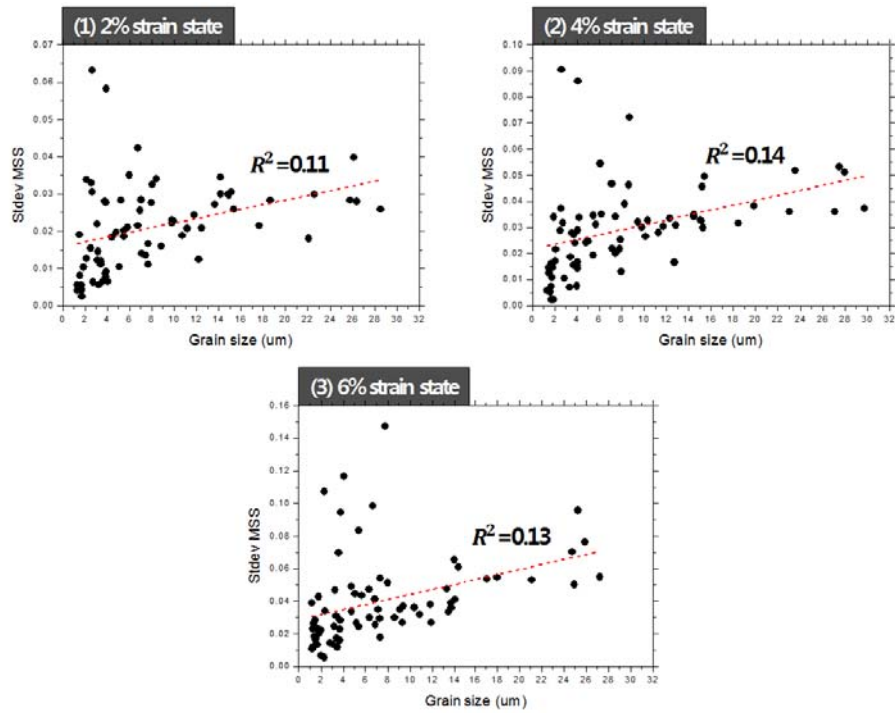 (1) 2% strain state
0.07
0.06
0.05
0.04
0.03
0.02
0.01
0.00
Stdev MSS
R²=0.11
0 2 4 6 8 10 12 14 16 18 20 22 24 26 28 30 32
Grain size (um)
(2) 4% strain state
0.10
0.09
0.08
0.07
0.06
0.05
0.04
0.03
0.02
0.01
0.00
Stdev MSS
R²=0.14
0 2 4 6 8 10 12 14 16 18 20 22 24 26 28 30 32
Grain size (um)
(3) 6% strain state
0.16
0.14
0.12
0.10
0.08
0.06
0.04
0.02
0.00
Stdev MSS
R²=0.13
0 2 4 6 8 10 12 14 16 18 20 22 24 26 28 30 32
Grain size (um)